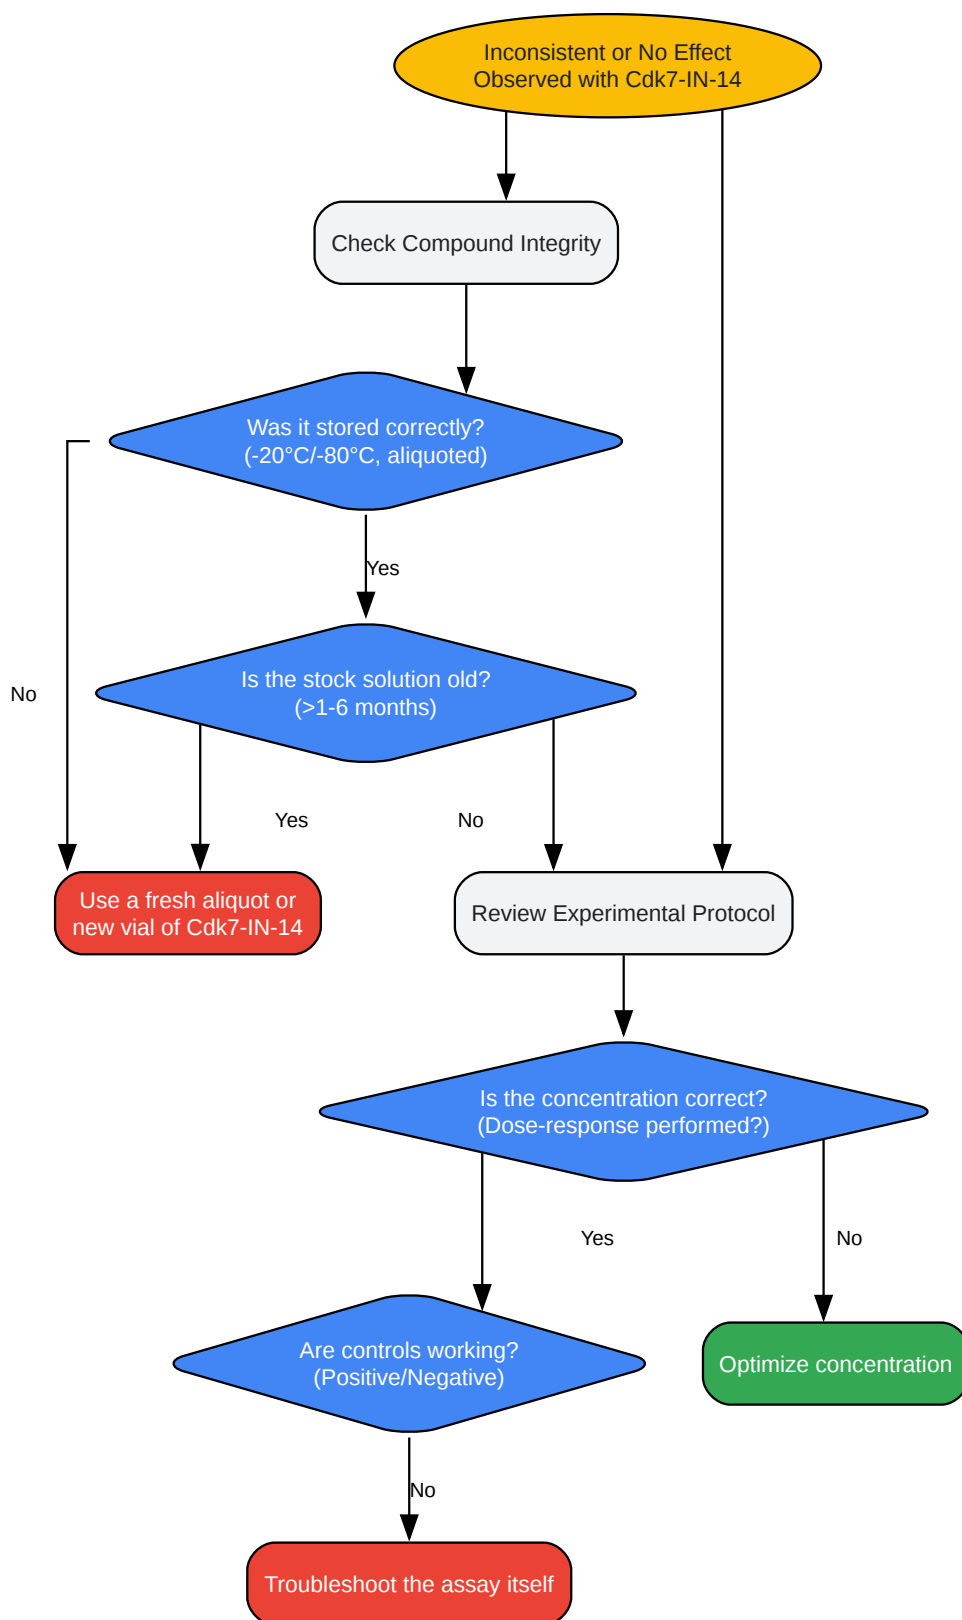 Inconsistent or No Effect
Observed with Cdk7-IN-14
Check Compound Integrity
Was it stored correctly?
(-20°C/-80°C, aliquoted)
Yes
Is the stock solution old?
(>1-6 months)
No
Yes
No
Use a fresh aliquot or
new vial of Cdk7-IN-14
Review Experimental Protocol
Is the concentration correct?
(Dose-response performed?)
Yes
No
Are controls working?
(Positive/Negative)
Optimize concentration
No
Troubleshoot the assay itself